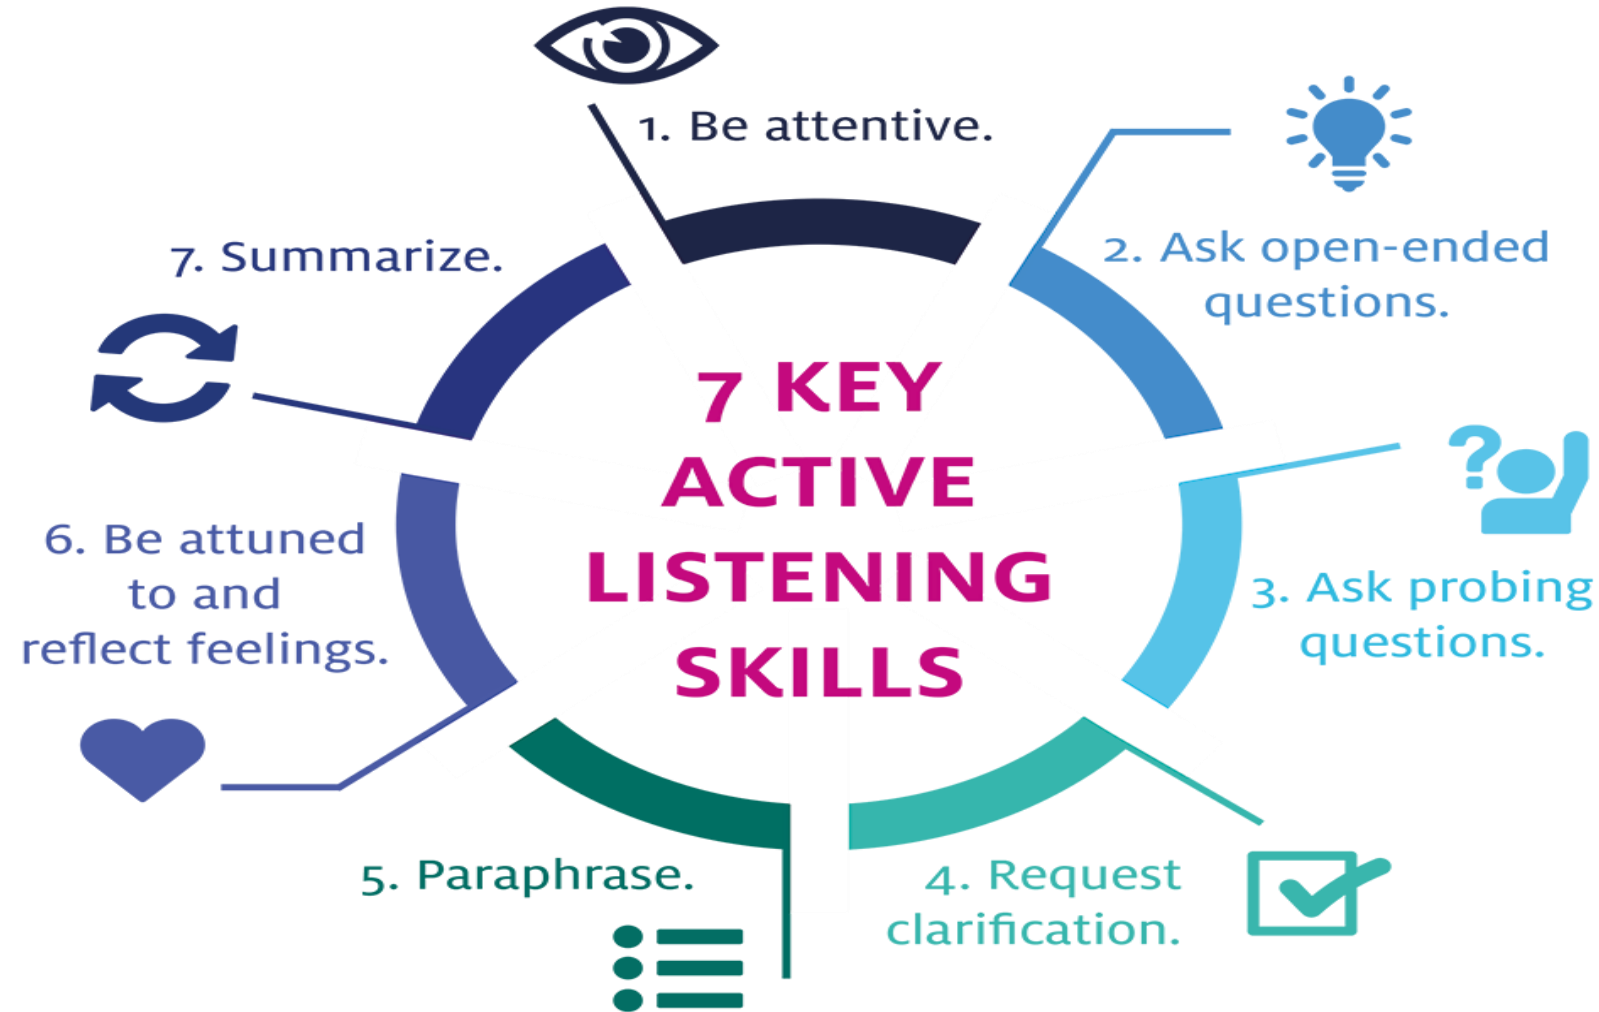 7 KEY
ACTIVE
LISTENING
SKILLS
1. Be attentive.
2. Ask open-ended
questions.
3. Ask probing
questions.
4. Request
clarification.
5. Paraphrase.
6. Be attuned
to and
reflect feelings.
7. Summarize.
?